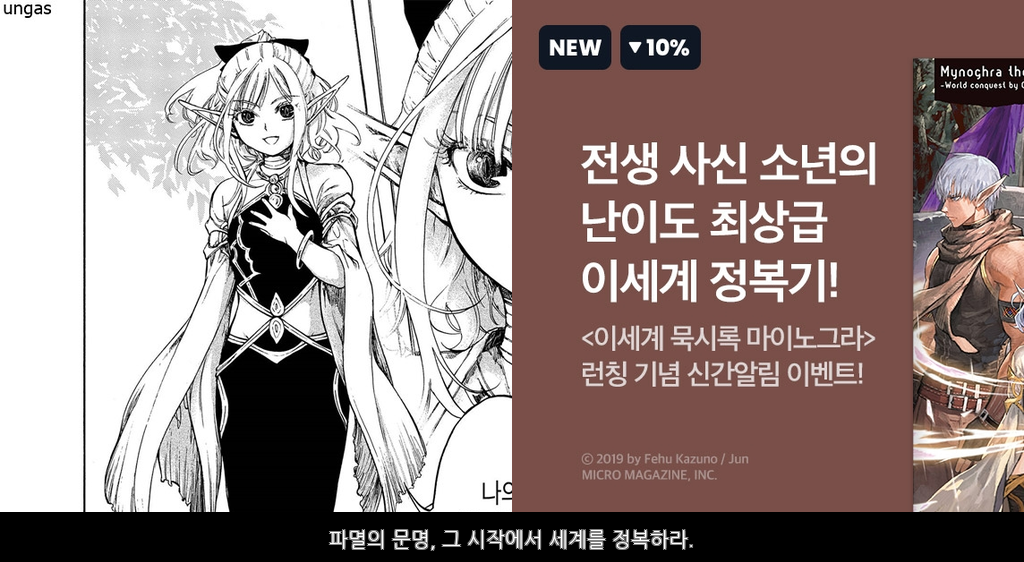 ungas
나의
NEW
▼10%
전생 사신 소년의
난이도 최상급
이세계 정복기!
<이세계 묵시록 마이노그라>
런칭 기념 신간알림 이벤트!
© 2019 by Fehu Kazuno / Jun
MICRO MAGAZINE, INC.
Mynoghra the
-World conquest by C
파멸의 문명, 그 시작에서 세계를 정복하라.